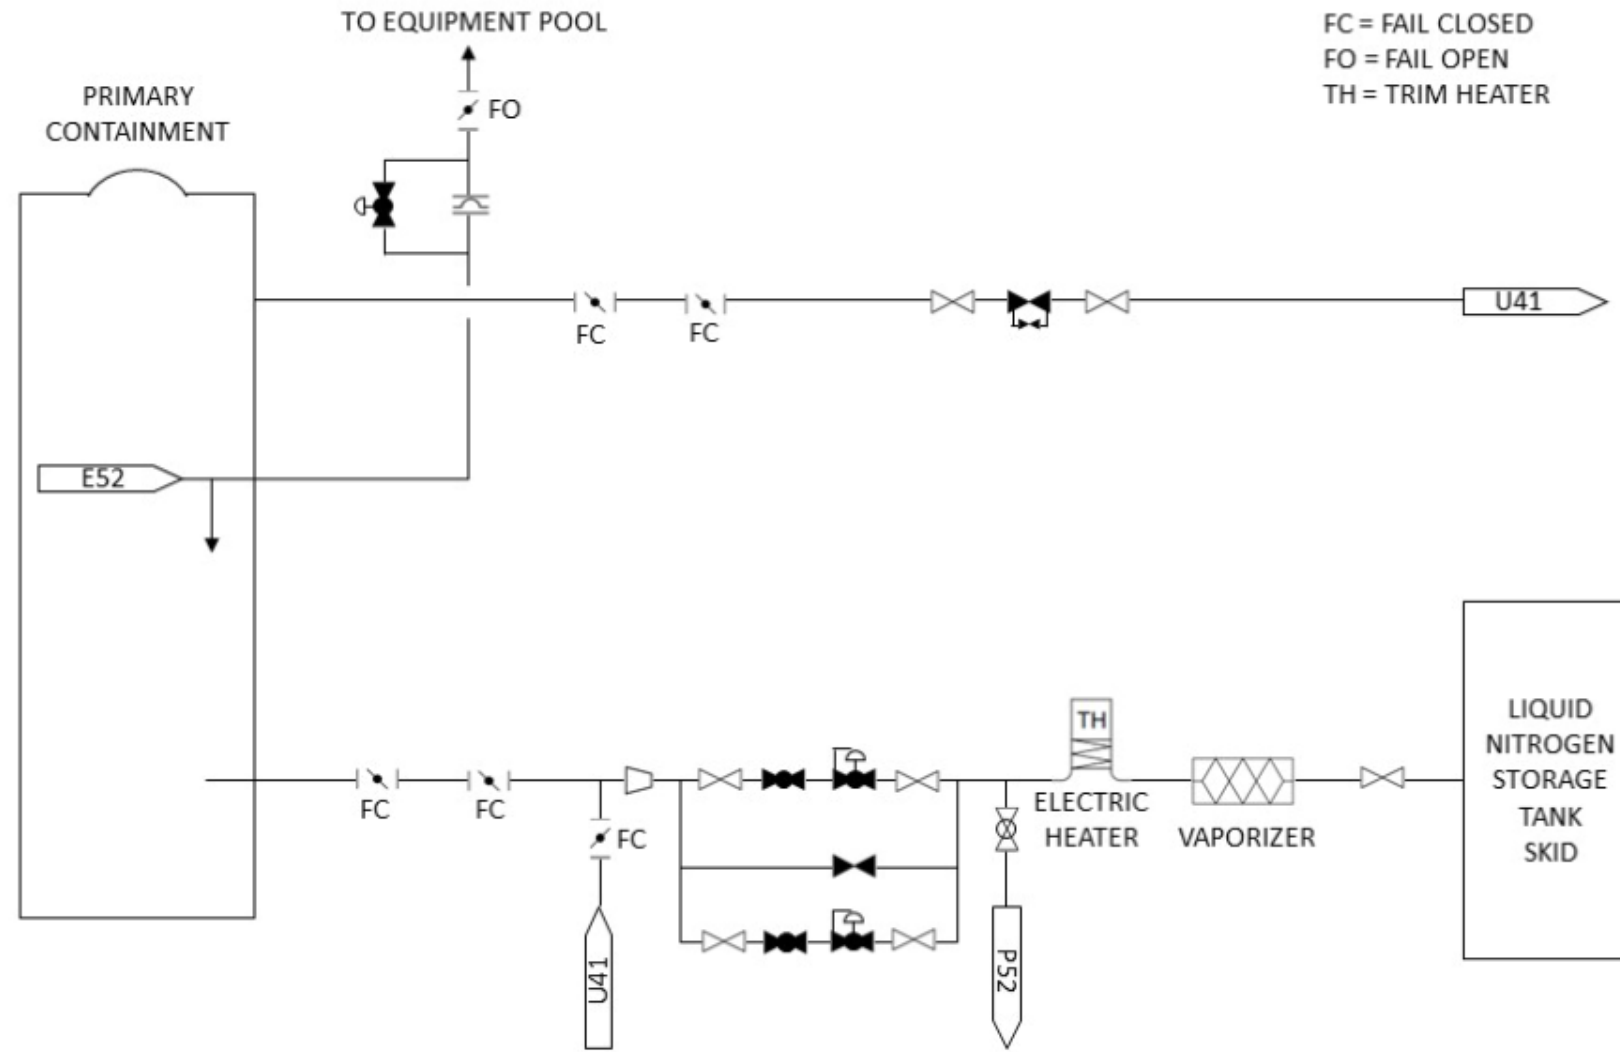 TO EQUIPMENT POOL
FC = FAIL CLOSED
FO = FAIL OPEN
TH = TRIM HEATER
PRIMARY
CONTAINMENT
FO
U41
FC
FC
E52
LIQUID
NITROGEN
STORAGE
TANK
SKID
TH
ELECTRIC
HEATER
VAPORIZER
FC
FC
FC
U41
P52